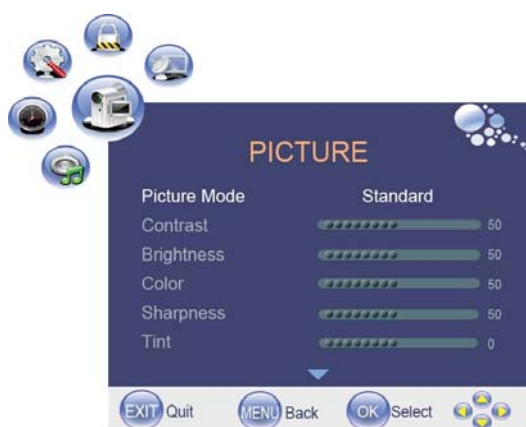 PICTURE
Picture Mode Standard
Contrast 50
Brightness 50
Color 50
Sharpness 50
Tint 0
EXIT Quit MENU Back OK Select